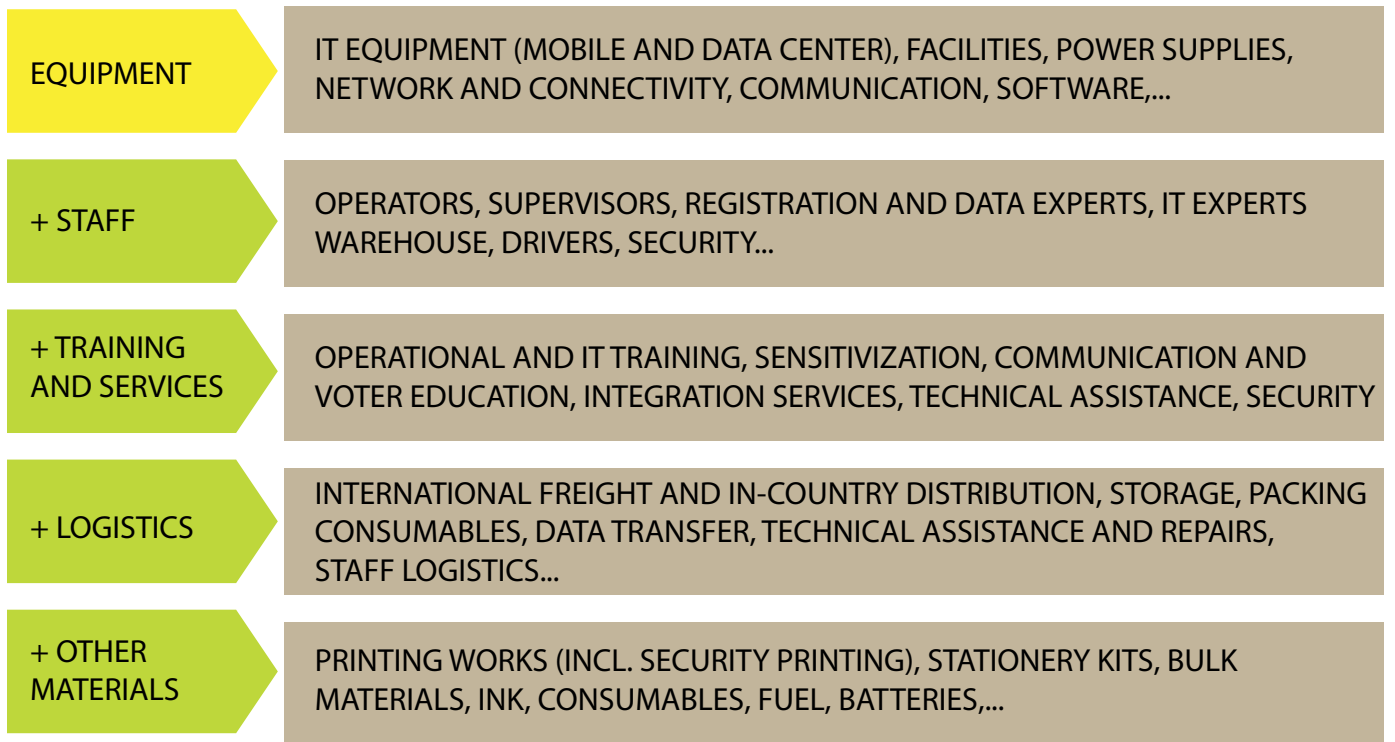 EQUIPMENT
IT EQUIPMENT (MOBILE AND DATA CENTER), FACILITIES, POWER SUPPLIES,
NETWORK AND CONNECTIVITY, COMMUNICATION, SOFTWARE,...
+ STAFF
OPERATORS, SUPERVISORS, REGISTRATION AND DATA EXPERTS, IT EXPERTS
WAREHOUSE, DRIVERS, SECURITY...
+ TRAINING
AND SERVICES
OPERATIONAL AND IT TRAINING, SENSITIVIZATION, COMMUNICATION AND
VOTER EDUCATION, INTEGRATION SERVICES, TECHNICAL ASSISTANCE, SECURITY
+ LOGISTICS
INTERNATIONAL FREIGHT AND IN-COUNTRY DISTRIBUTION, STORAGE, PACKING
CONSUMABLES, DATA TRANSFER, TECHNICAL ASSISTANCE AND REPAIRS,
STAFF LOGISTICS...
+ OTHER
MATERIALS
PRINTING WORKS (INCL. SECURITY PRINTING), STATIONERY KITS, BULK
MATERIALS, INK, CONSUMABLES, FUEL, BATTERIES,...